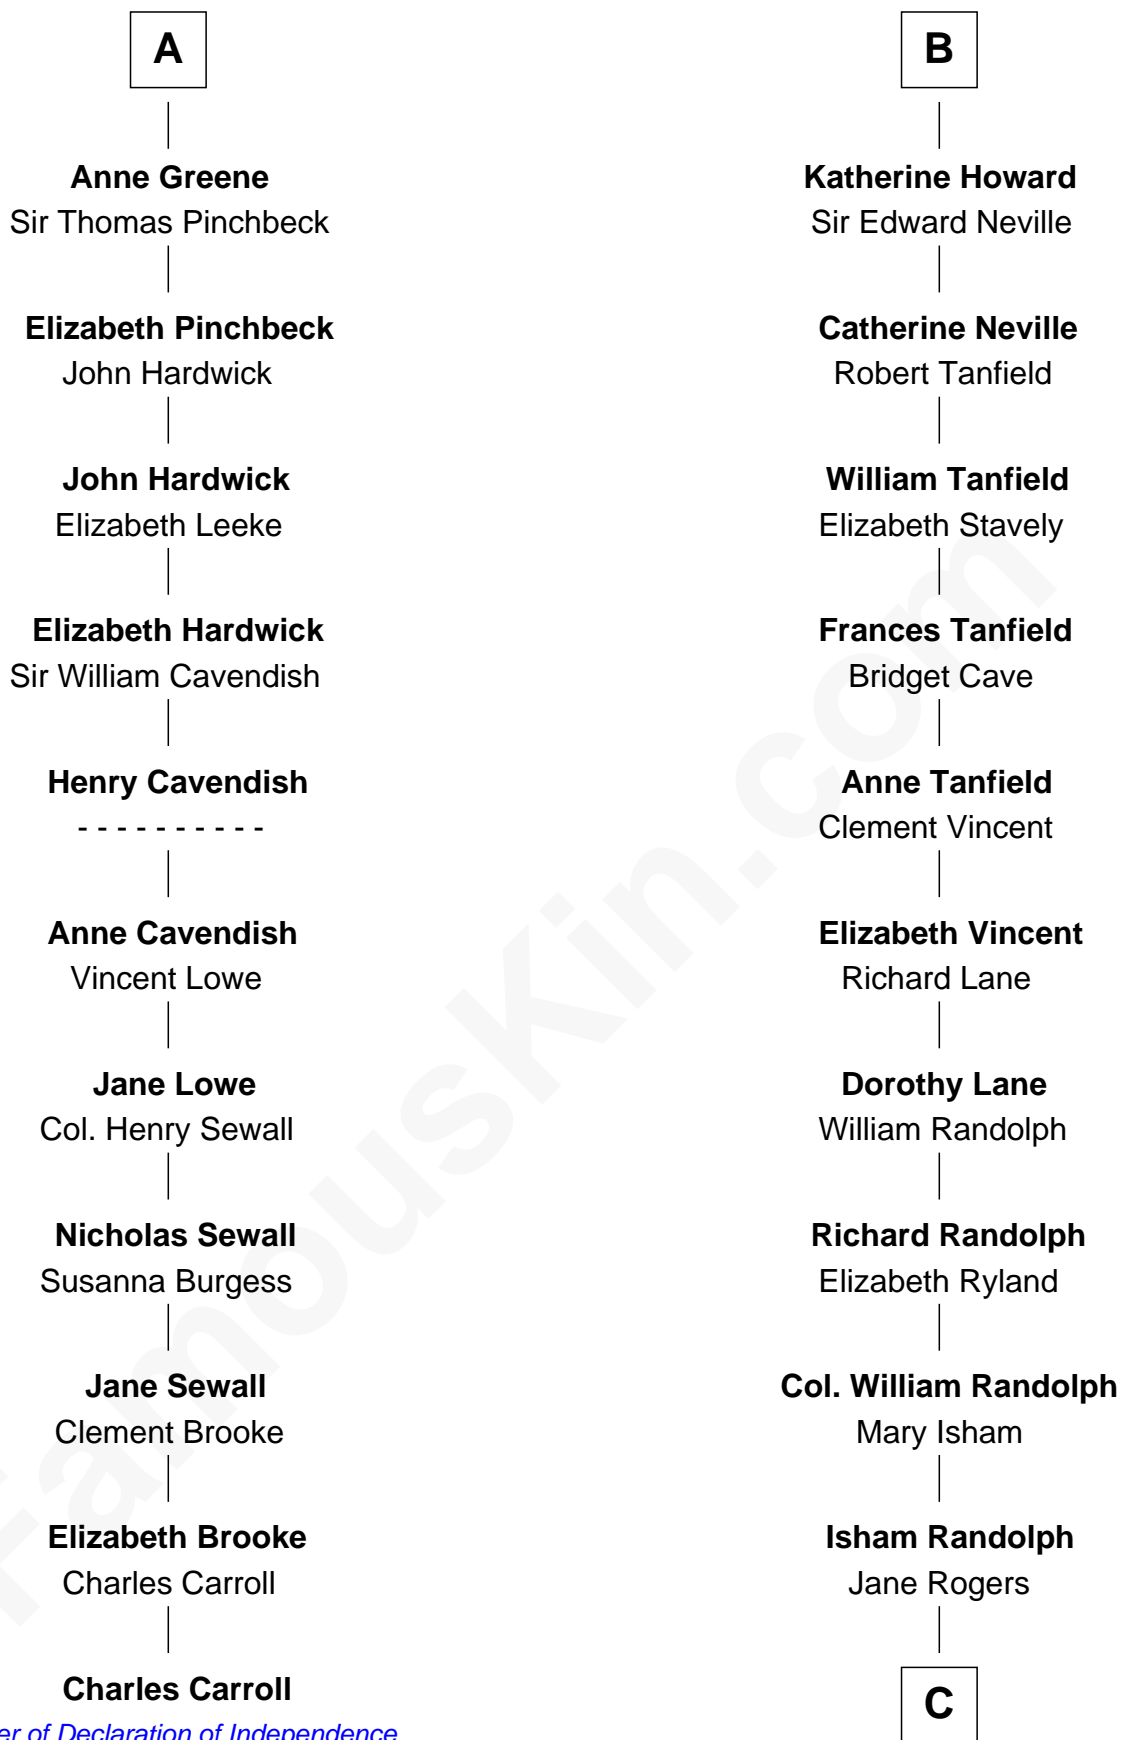 A
Anne Greene
Sir Thomas Pinchbeck
Elizabeth Pinchbeck
John Hardwick
John Hardwick
Elizabeth Leeke
Elizabeth Hardwick
Sir William Cavendish
Henry Cavendish
- - - - - - - - - -
Anne Cavendish
Vincent Lowe
Jane Lowe
Col. Henry Sewall
Nicholas Sewall
Susanna Burgess
Jane Sewall
Clement Brooke
Elizabeth Brooke
Charles Carroll
Charles Carroll
er of Declaration of Independence
B
Katherine Howard
Sir Edward Neville
Catherine Neville
Robert Tanfield
William Tanfield
Elizabeth Stavely
Frances Tanfield
Bridget Cave
Anne Tanfield
Clement Vincent
Elizabeth Vincent
Richard Lane
Dorothy Lane
William Randolph
Richard Randolph
Elizabeth Ryland
Col. William Randolph
Mary Isham
Isham Randolph
Jane Rogers
C
FamousKin.com